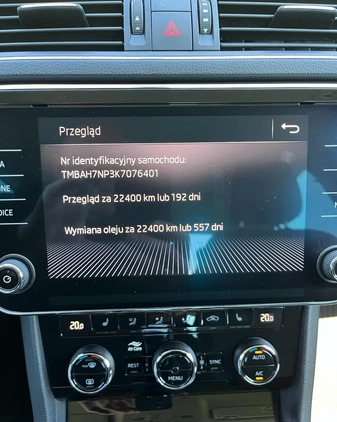 Przegląd
Nr identyfikacyjny samochodu:
TMBAH7NP3K7076401
Przegląd za 22400 km lub 192 dni
Wymiana oleju za 22400 km lub 557 dni
20.0
20.0
Air Care
REST
MENU
SYNC
AUTO
A/C